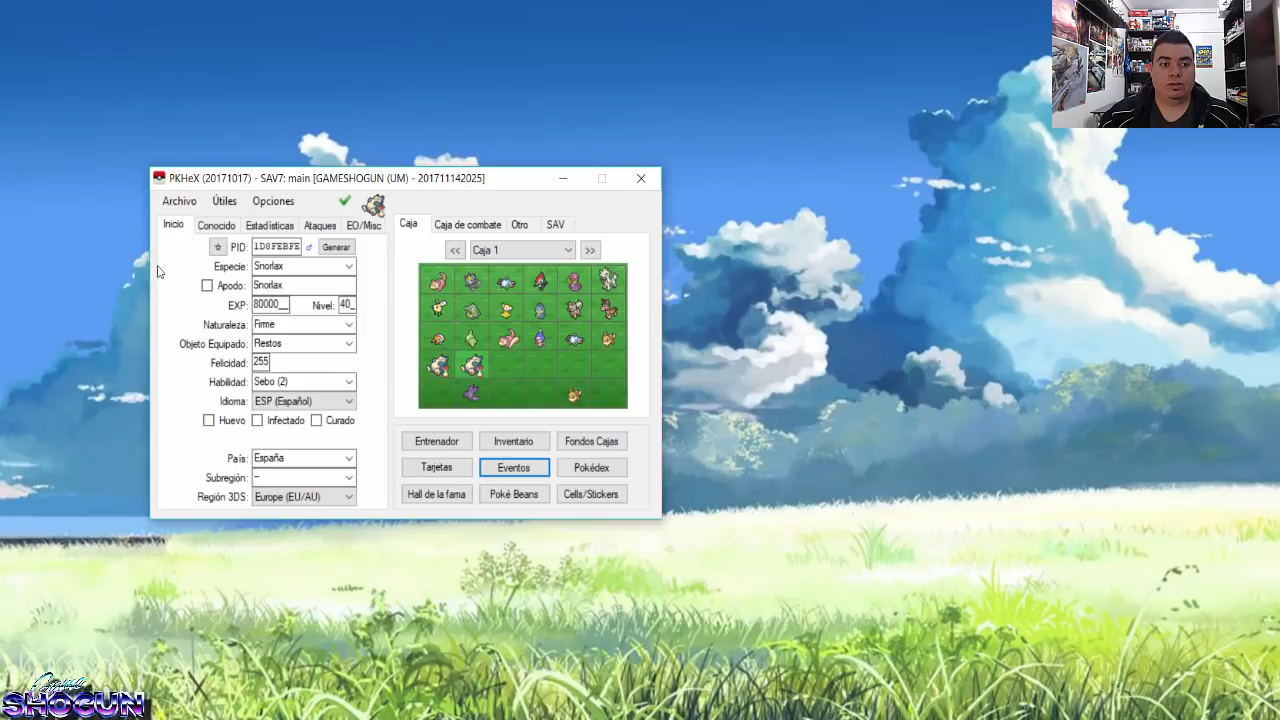 PKHeX (20171017) - SAV7: main [GAMESHOGUN (UM) - 201711142025]
Archivo Útiles Opciones
Inicio Conocido Estadísticas Ataques EO/Misc
PID: 1D8FEBFE Generar
Especie: Snorlax
Apodo: Snorlax
EXP: 80000__ Nivel: 40_
Naturaleza: Firme
Objeto Equipado: Restos
Felicidad: 255
Habilidad: Sebo (2)
Idioma: ESP (Español)
Huevo Infectado Curado
País: España
Subregión: –
Región 3DS: Europe (EU/AU)
Caja Caja de combate Otro SAV
<< Caja 1 >>
Entrenador Inventario Fondos Cajas
Tarjetas Eventos Pokédex
Hall de la fama Poké Beans Cells/Stickers
SHOGUN